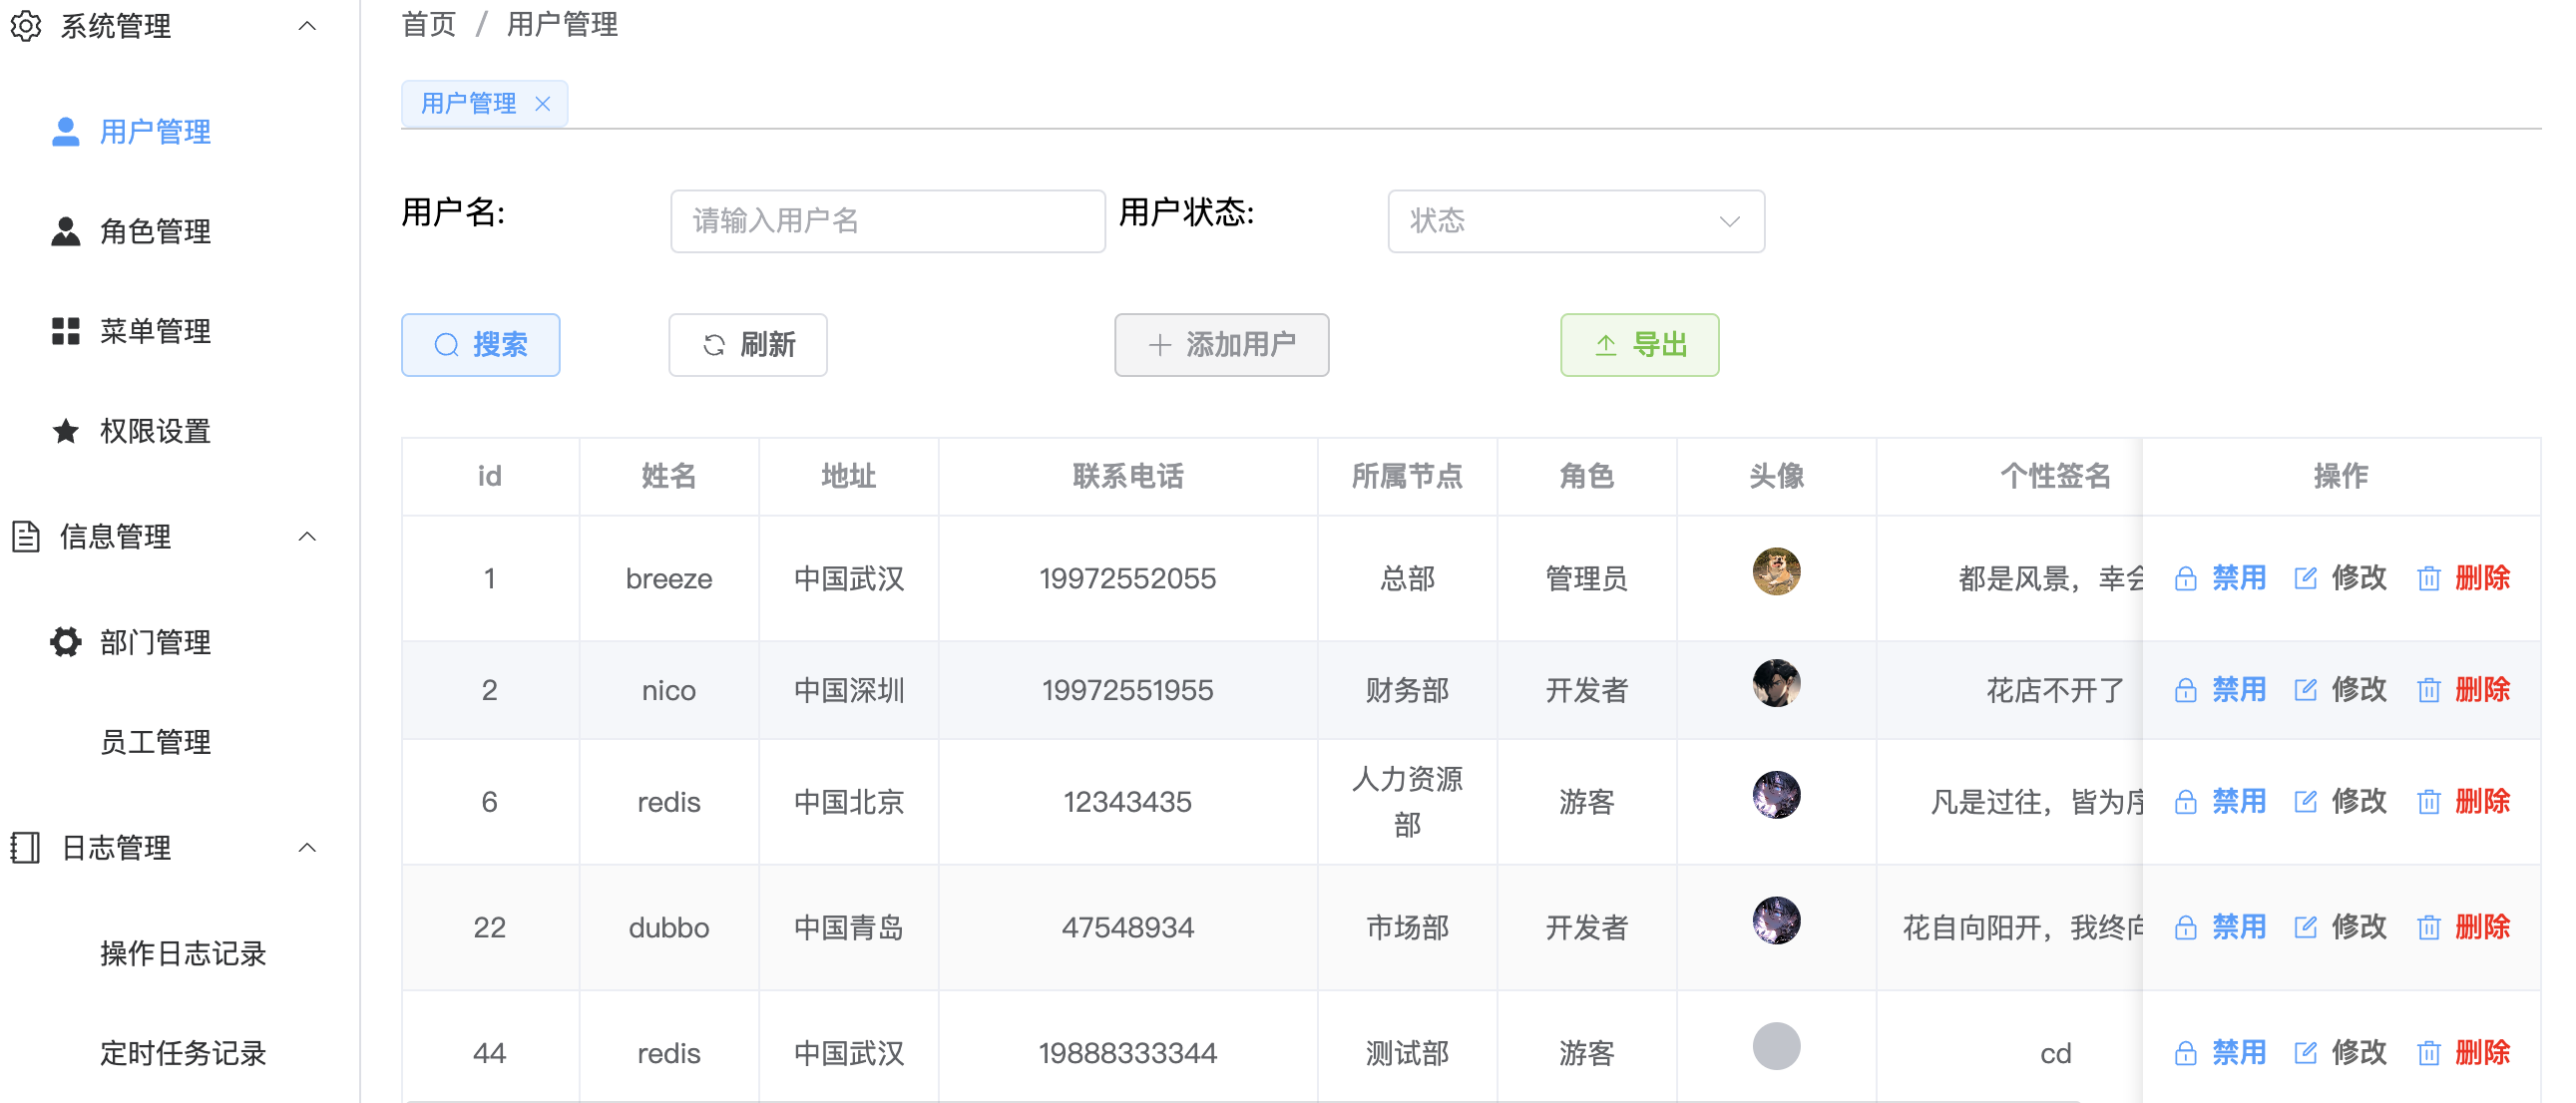 系统管理
用户管理
角色管理
菜单管理
权限设置
信息管理
部门管理
员工管理
日志管理
操作日志记录
定时任务记录
首页 / 用户管理
用户管理
用户名: 请输入用户名 用户状态: 状态
搜索 刷新 添加用户 导出
id 姓名 地址 联系电话 所属节点 角色 头像 个性签名 操作
1 breeze 中国武汉 19972552055 总部 管理员 都是风景，幸会 禁用 修改 删除
2 nico 中国深圳 19972551955 财务部 开发者 花店不开了 禁用 修改 删除
6 redis 中国北京 12343435 人力资源部 游客 凡是过往，皆为序 禁用 修改 删除
22 dubbo 中国青岛 47548934 市场部 开发者 花自向阳开，我终向 禁用 修改 删除
44 redis 中国武汉 19888333344 测试部 游客 cd 禁用 修改 删除